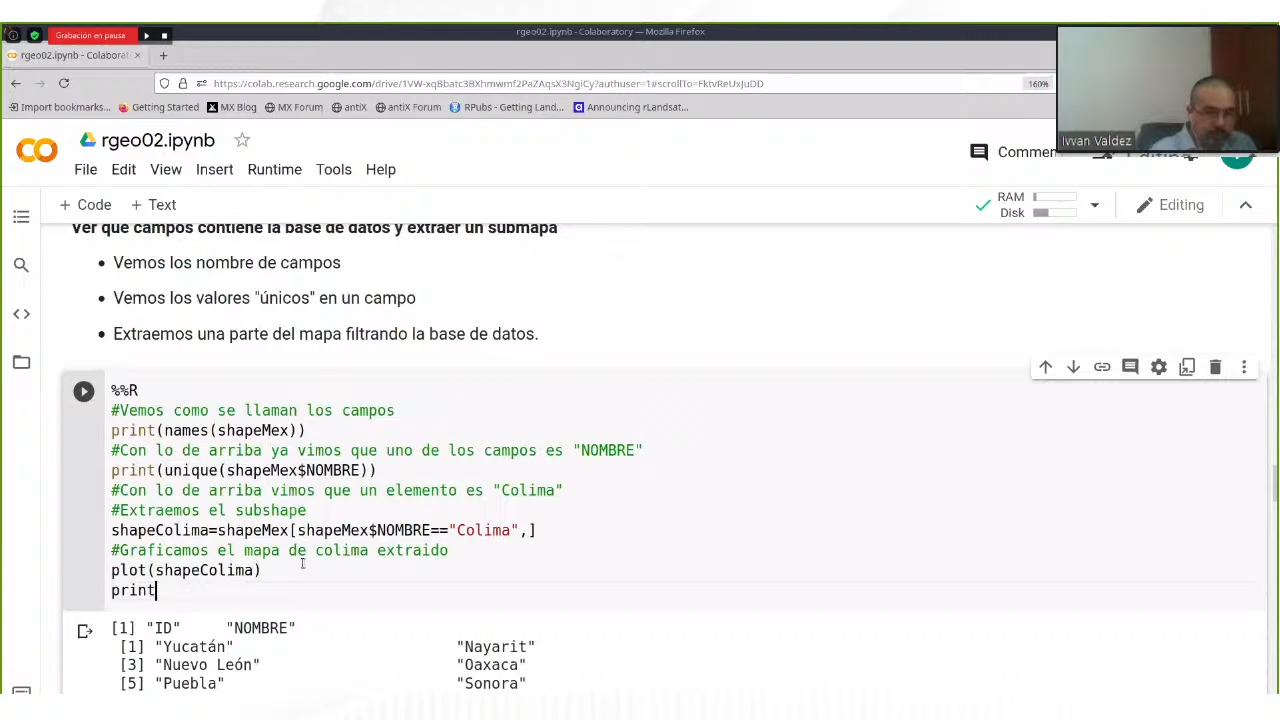 rgeo02.ipynb - Colaboratory — Mozilla Firefox
Grabación en pausa
rgeo02.ipynb - Colaborat
https://colab.research.google.com/drive/1VW-xqBbatc3BXhmwmf2PaZAqsX3NgiCy?authuser=1#scrollTo=FktvReUxJuDD
160%
Import bookmarks... Getting Started MX Blog MX Forum antiX antiX Forum RPubs - Getting Land... Announcing rLandsat...
Ivvan Valdez
rgeo02.ipynb
Commen
File Edit View Insert Runtime Tools Help
+ Code + Text
RAM
Disk
Editing
Ver que campos contiene la base de datos y extraer un submapa
• Vemos los nombre de campos
• Vemos los valores "únicos" en un campo
• Extraemos una parte del mapa filtrando la base de datos.
%%R
#Vemos como se llaman los campos
print(names(shapeMex))
#Con lo de arriba ya vimos que uno de los campos es "NOMBRE"
print(unique(shapeMex$NOMBRE))
#Con lo de arriba vimos que un elemento es "Colima"
#Extraemos el subshape
shapeColima=shapeMex[shapeMex$NOMBRE=="Colima",]
#Graficamos el mapa de colima extraido
plot(shapeColima)
print
[1] "ID" "NOMBRE"
[1] "Yucatán" "Nayarit"
[3] "Nuevo León" "Oaxaca"
[5] "Puebla" "Sonora"